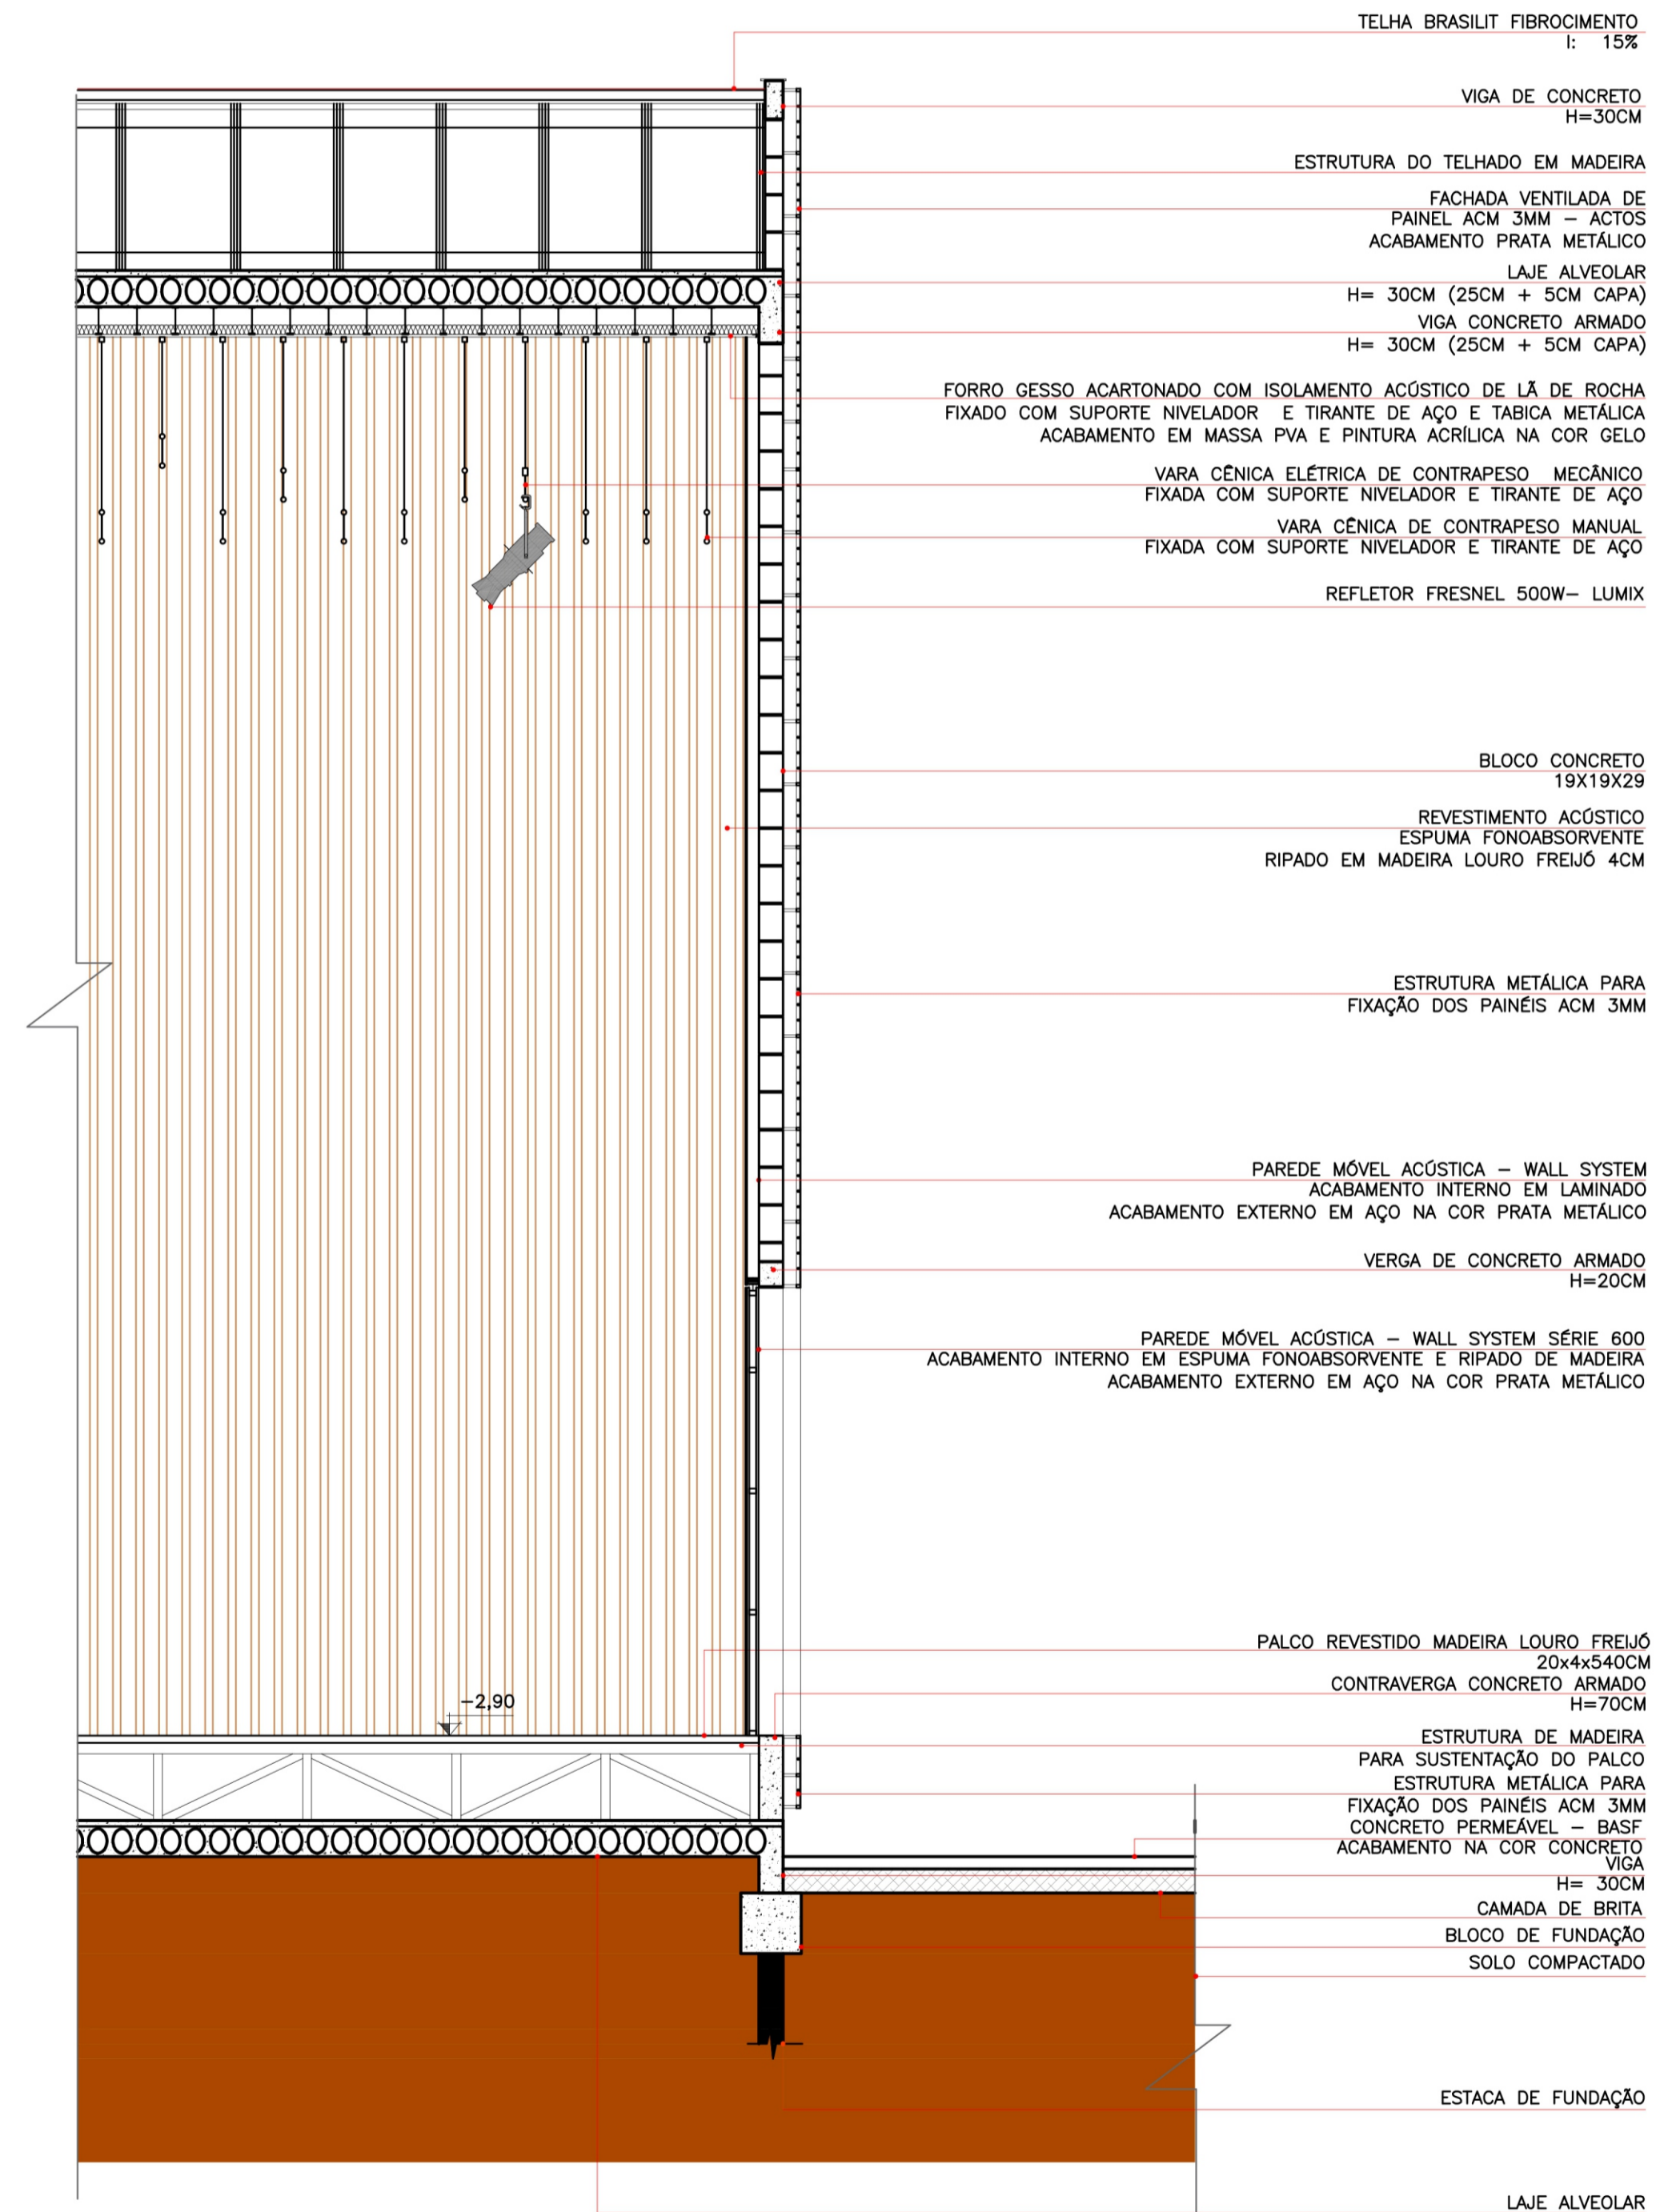 TELHA BRASILIT FIBROCIMENTO
I: 15%
VIGA DE CONCRETO
H=30CM
ESTRUTURA DO TELHADO EM MADEIRA
FACHADA VENTILADA DE
PAINEL ACM 3MM – ACTOS
ACABAMENTO PRATA METÁLICO
LAJE ALVEOLAR
H= 30CM (25CM + 5CM CAPA)
VIGA CONCRETO ARMADO
H= 30CM (25CM + 5CM CAPA)
FORRO GESSO ACARTONADO COM ISOLAMENTO ACÚSTICO DE LÃ DE ROCHA
FIXADO COM SUPORTE NIVELADOR E TIRANTE DE AÇO E TABICA METÁLICA
ACABAMENTO EM MASSA PVA E PINTURA ACRÍLICA NA COR GELO
VARA CÊNICA ELÉTRICA DE CONTRAPESO MECÂNICO
FIXADA COM SUPORTE NIVELADOR E TIRANTE DE AÇO
VARA CÊNICA DE CONTRAPESO MANUAL
FIXADA COM SUPORTE NIVELADOR E TIRANTE DE AÇO
REFLETOR FRESNEL 500W– LUMIX
BLOCO CONCRETO
19X19X29
REVESTIMENTO ACÚSTICO
ESPUMA FONOABSORVENTE
RIPADO EM MADEIRA LOURO FREIJÓ 4CM
ESTRUTURA METÁLICA PARA
FIXAÇÃO DOS PAINÉIS ACM 3MM
PAREDE MÓVEL ACÚSTICA – WALL SYSTEM
ACABAMENTO INTERNO EM LAMINADO
ACABAMENTO EXTERNO EM AÇO NA COR PRATA METÁLICO
VERGA DE CONCRETO ARMADO
H=20CM
PAREDE MÓVEL ACÚSTICA – WALL SYSTEM SÉRIE 600
ACABAMENTO INTERNO EM ESPUMA FONOABSORVENTE E RIPADO DE MADEIRA
ACABAMENTO EXTERNO EM AÇO NA COR PRATA METÁLICO
PALCO REVESTIDO MADEIRA LOURO FREIJÓ
20x4x540CM
CONTRAVERGA CONCRETO ARMADO
H=70CM
–2,90
ESTRUTURA DE MADEIRA
PARA SUSTENTAÇÃO DO PALCO
ESTRUTURA METÁLICA PARA
FIXAÇÃO DOS PAINÉIS ACM 3MM
CONCRETO PERMEÁVEL – BASF
ACABAMENTO NA COR CONCRETO
VIGA
H= 30CM
CAMADA DE BRITA
BLOCO DE FUNDAÇÃO
SOLO COMPACTADO
ESTACA DE FUNDAÇÃO
LAJE ALVEOLAR